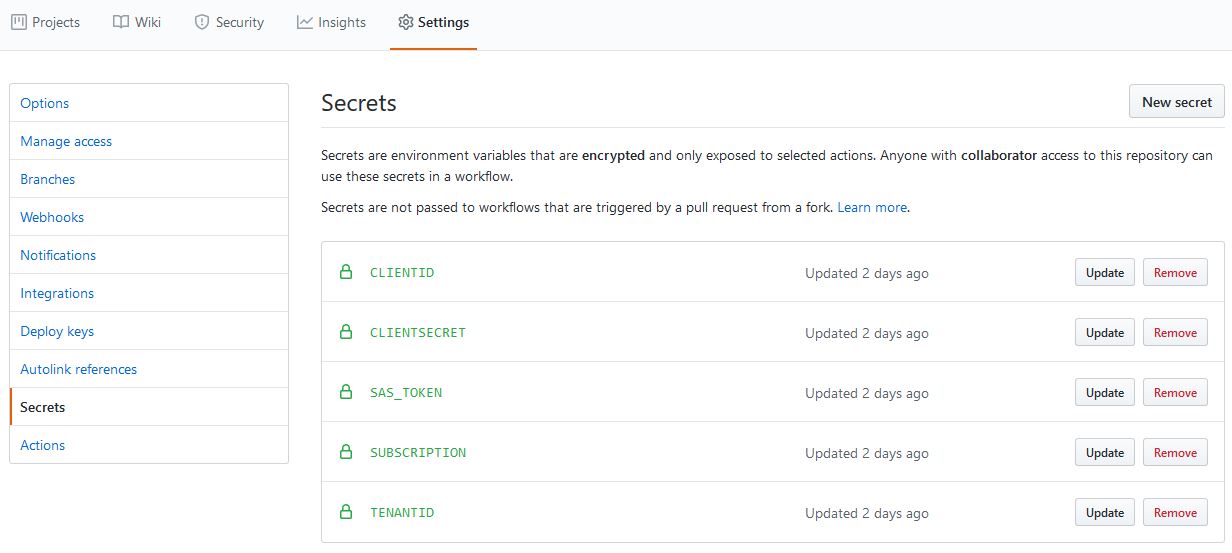 Projects Wiki Security Insights Settings
Options
Manage access
Branches
Webhooks
Notifications
Integrations
Deploy keys
Autolink references
Secrets
Actions
Secrets
New secret
Secrets are environment variables that are encrypted and only exposed to selected actions. Anyone with collaborator access to this repository can
use these secrets in a workflow.
Secrets are not passed to workflows that are triggered by a pull request from a fork. Learn more.
CLIENTID Updated 2 days ago Update Remove
CLIENTSECRET Updated 2 days ago Update Remove
SAS_TOKEN Updated 2 days ago Update Remove
SUBSCRIPTION Updated 2 days ago Update Remove
TENANTID Updated 2 days ago Update Remove